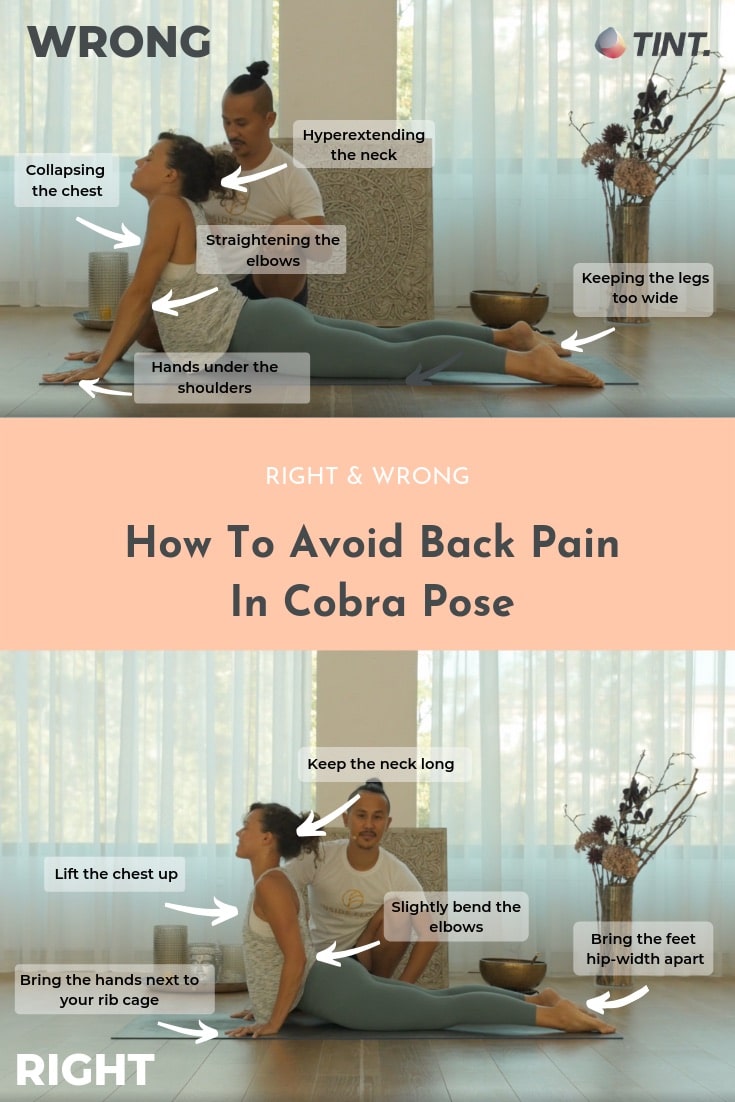 WRONG
TINT.
Hyperextending
the neck
Collapsing
the chest
Straightening the
elbows
Keeping the legs
too wide
Hands under the
shoulders
RIGHT & WRONG
How To Avoid Back Pain
In Cobra Pose
Keep the neck long
Lift the chest up
Slightly bend the
elbows
Bring the feet
hip-width apart
Bring the hands next to
your rib cage
RIGHT